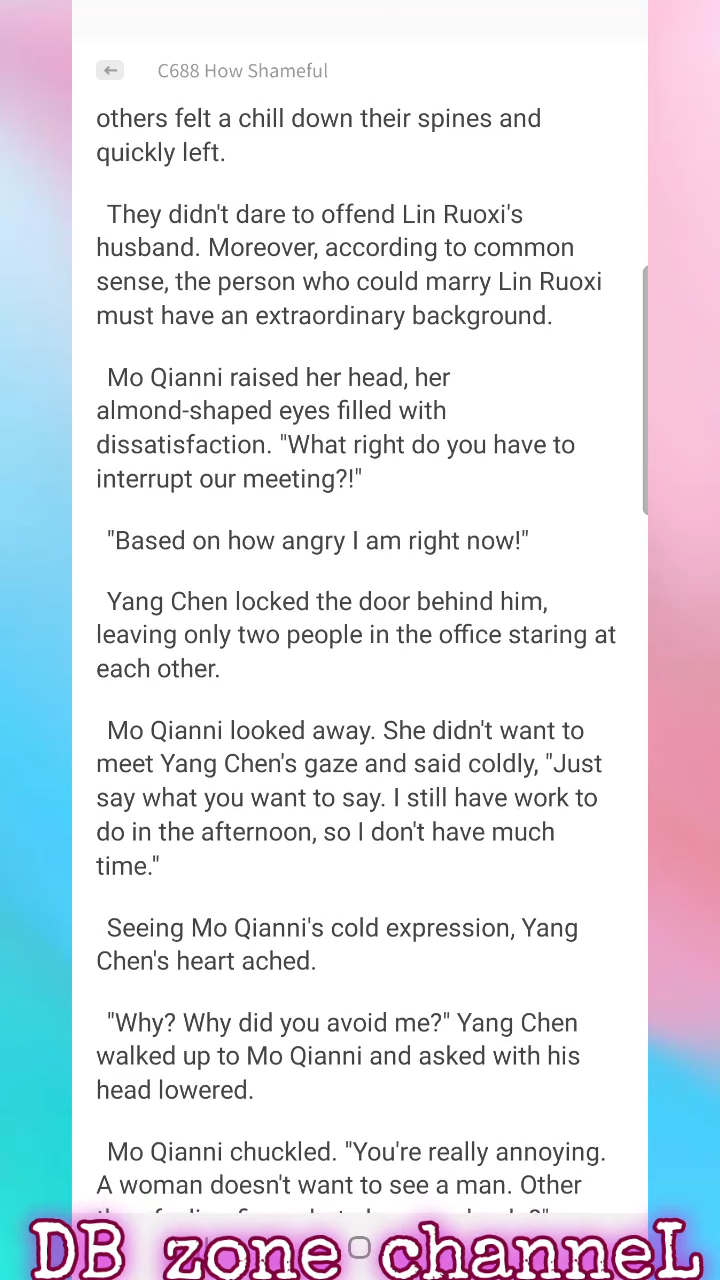 C688 How Shameful
others felt a chill down their spines and
quickly left.
They didn't dare to offend Lin Ruoxi's
husband. Moreover, according to common
sense, the person who could marry Lin Ruoxi
must have an extraordinary background.
Mo Qianni raised her head, her
almond-shaped eyes filled with
dissatisfaction. "What right do you have to
interrupt our meeting?!"
"Based on how angry I am right now!"
Yang Chen locked the door behind him,
leaving only two people in the office staring at
each other.
Mo Qianni looked away. She didn't want to
meet Yang Chen's gaze and said coldly, "Just
say what you want to say. I still have work to
do in the afternoon, so I don't have much
time."
Seeing Mo Qianni's cold expression, Yang
Chen's heart ached.
"Why? Why did you avoid me?" Yang Chen
walked up to Mo Qianni and asked with his
head lowered.
Mo Qianni chuckled. "You're really annoying.
A woman doesn't want to see a man. Other
DB zone channeL